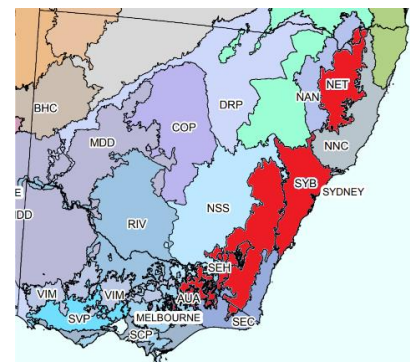 NET
NAN
BHC
DRP
COP
NNC
MDD
SYB
SYDNEY
NSS
RIV
SEH
VIM
VIM
AUA
SVP
MELBOURNE
SEC
SCP
E
DD